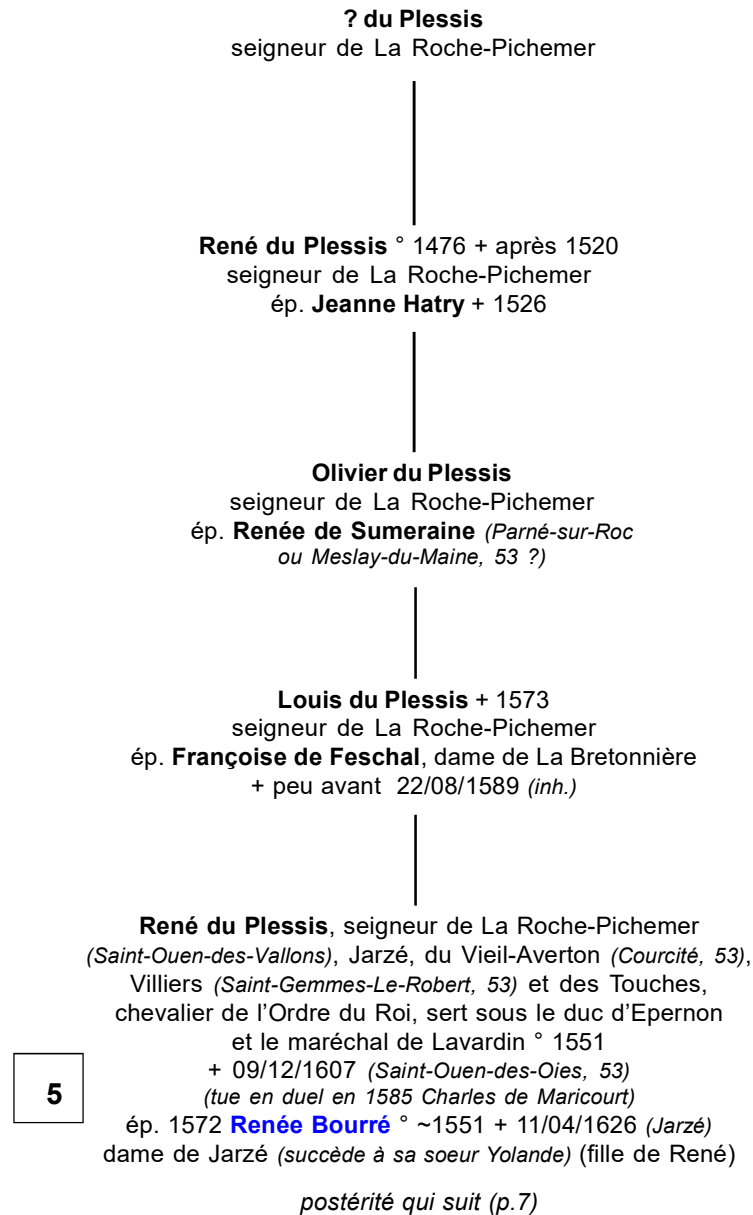 ? du Plessis
seigneur de La Roche-Pichemer
René du Plessis ° 1476 + après 1520
seigneur de La Roche-Pichemer
ép. Jeanne Hatry + 1526
Olivier du Plessis
seigneur de La Roche-Pichemer
ép. Renée de Sumeraine (Parné-sur-Roc
ou Meslay-du-Maine, 53 ?)
Louis du Plessis + 1573
seigneur de La Roche-Pichemer
ép. Françoise de Feschal, dame de La Bretonnière
+ peu avant 22/08/1589 (inh.)
René du Plessis, seigneur de La Roche-Pichemer
(Saint-Ouen-des-Vallons), Jarzé, du Vieil-Averton (Courcité, 53),
Villiers (Saint-Gemmes-Le-Robert, 53) et des Touches,
chevalier de l'Ordre du Roi, sert sous le duc d'Epernon
et le maréchal de Lavardin ° 1551
+ 09/12/1607 (Saint-Ouen-des-Oies, 53)
(tue en duel en 1585 Charles de Maricourt)
5
ép. 1572 Renée Bourré ° ~1551 + 11/04/1626 (Jarzé)
dame de Jarzé (succède à sa soeur Yolande) (fille de René)
postérité qui suit (p.7)